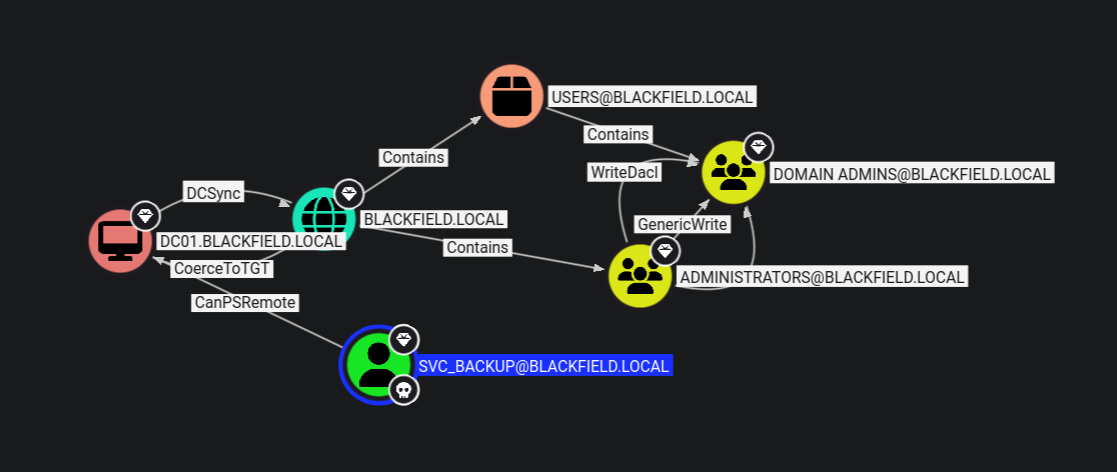 USERS@BLACKFIELD.LOCAL
Contains
WriteDacl
DOMAIN ADMINS@BLACKFIELD.LOCAL
Contains
DCSync
BLACKFIELD.LOCAL
GenericWrite
DC01.BLACKFIELD.LOCAL
Contains
CoerceToTGT
ADMINISTRATORS@BLACKFIELD.LOCAL
CanPSRemote
SVC_BACKUP@BLACKFIELD.LOCAL